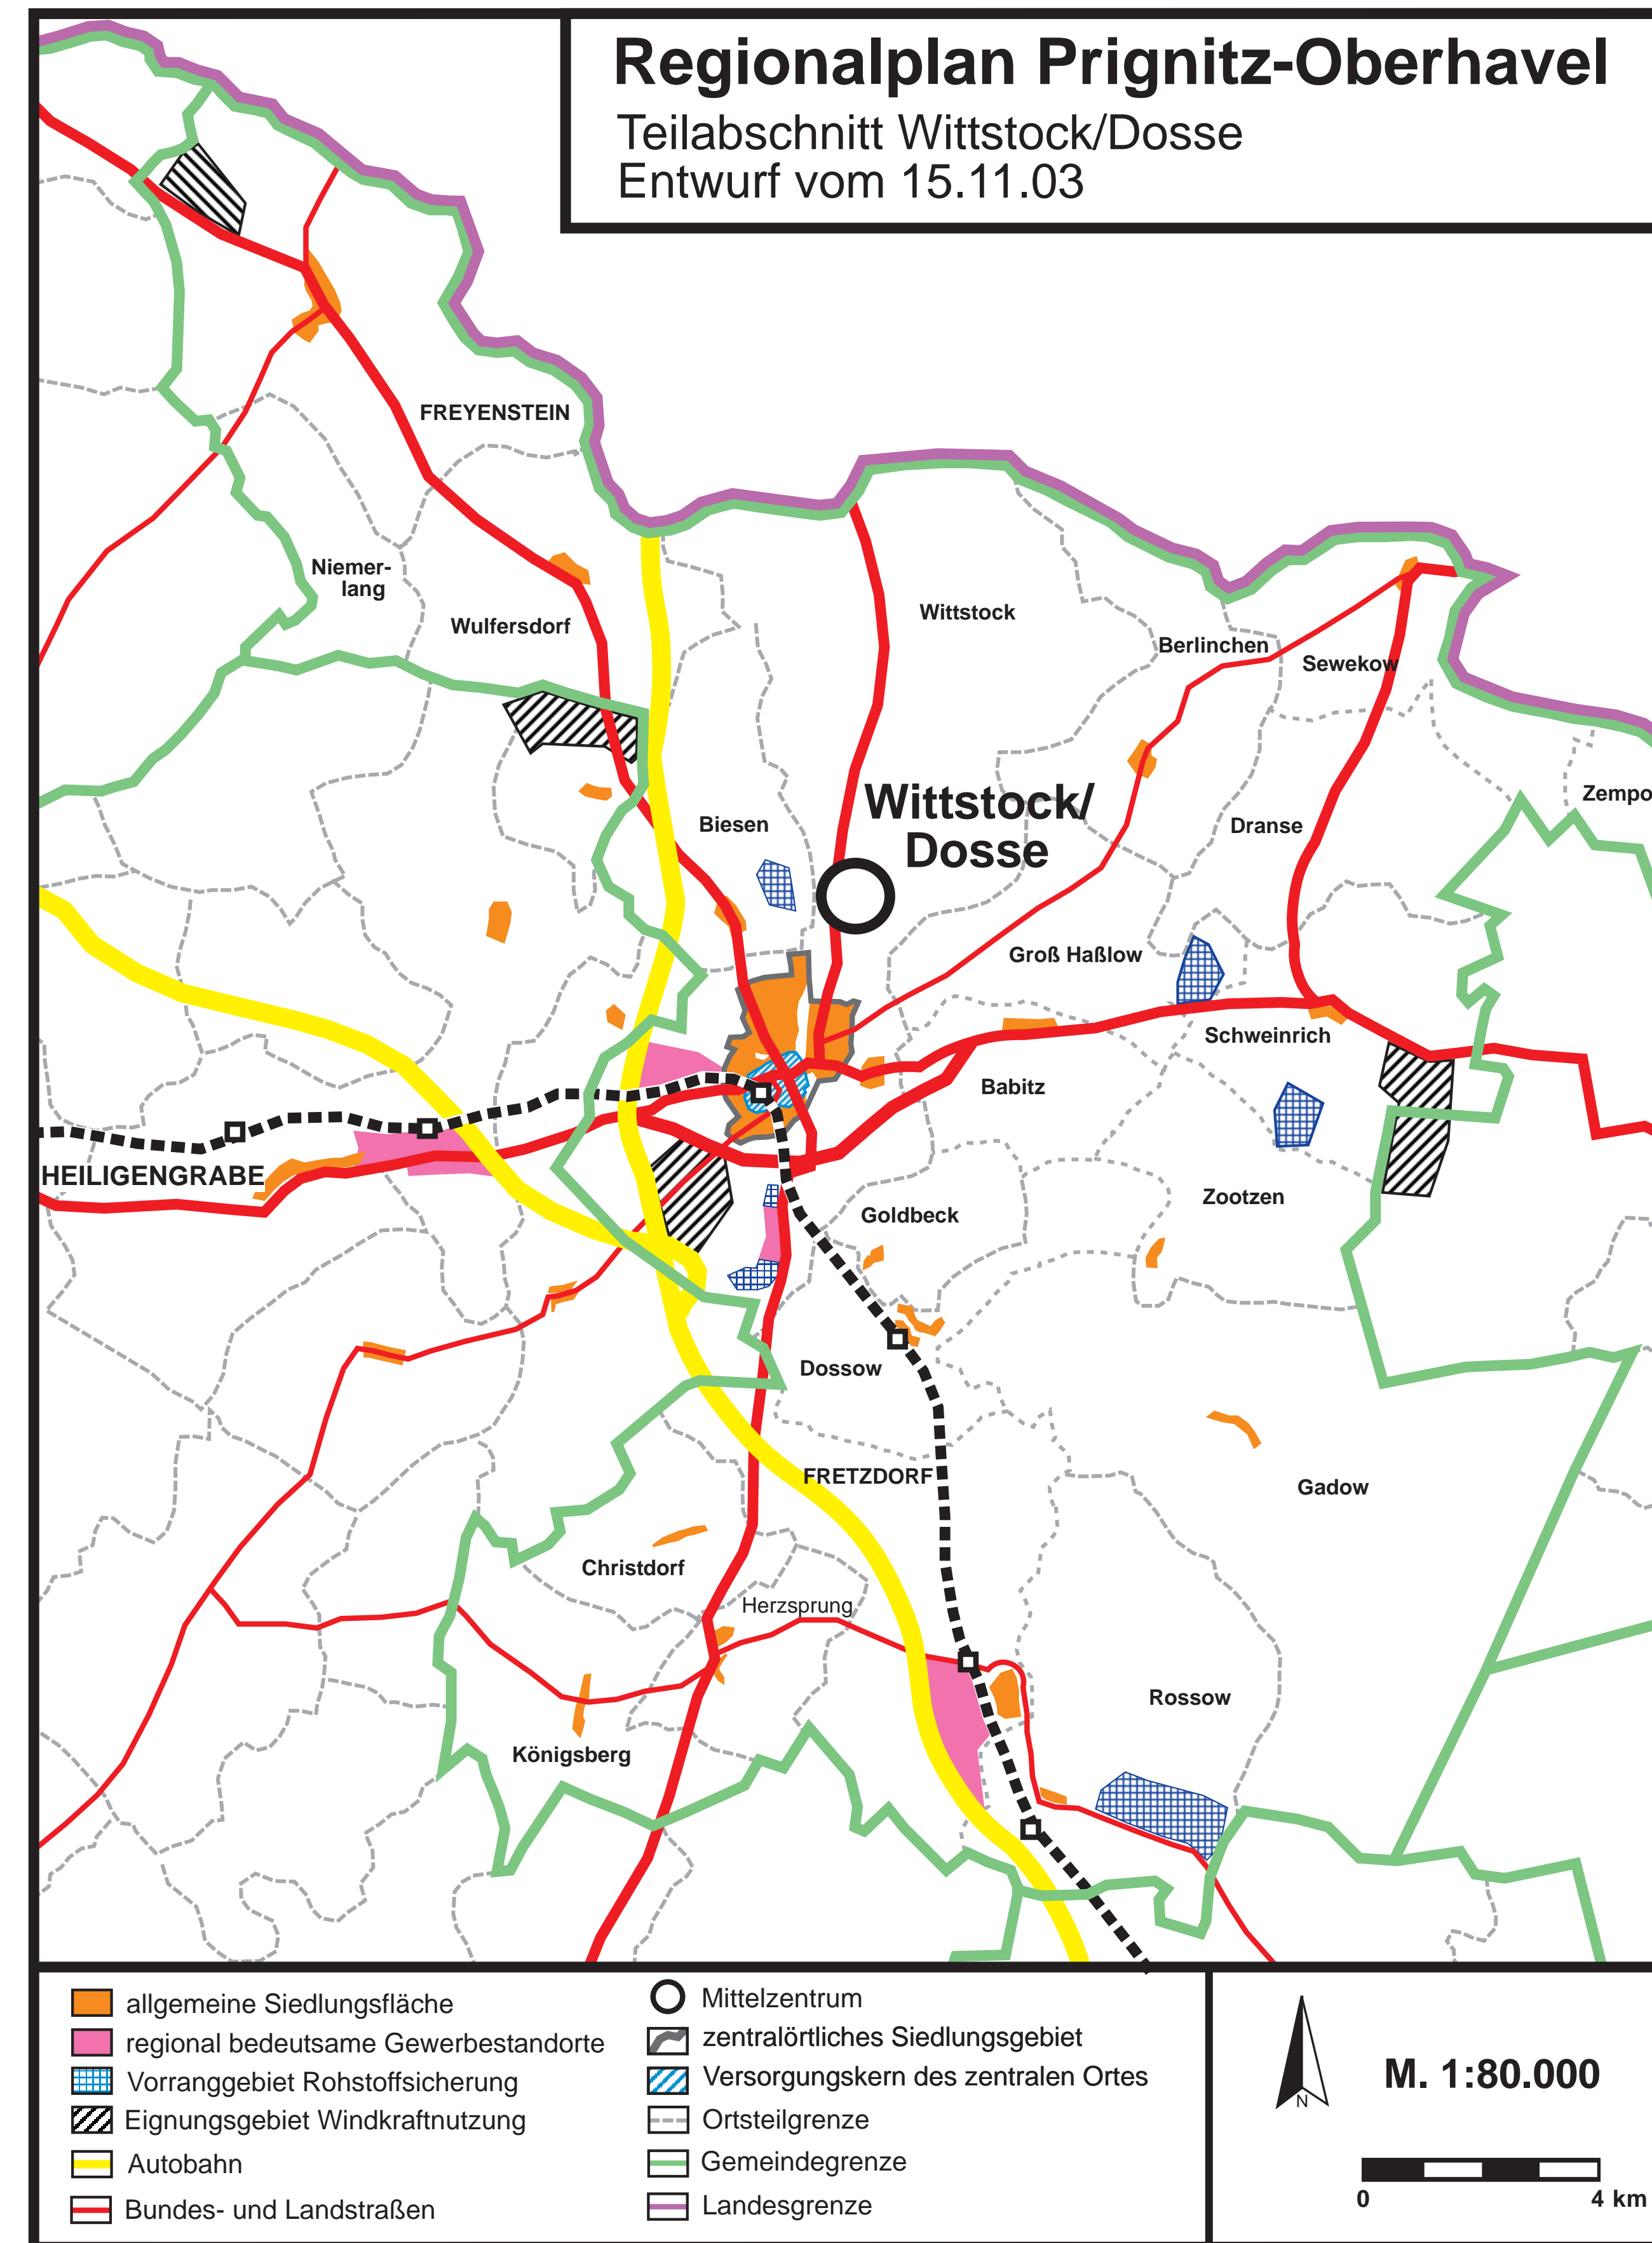 Regionalplan Prignitz-Oberhavel
Teilabschnitt Wittstock/Dosse
Entwurf vom 15.11.03
FREYENSTEIN
Niemer-
lang
Wulfersdorf
Wittstock
Berlinchen
Sewekow
Zempo
Wittstock/
Dosse
Biesen
Dranse
Groß Haßlow
Schweinrich
Babitz
HEILIGENGRABE
Zootzen
Goldbeck
Dossow
FRETZDORF
Gadow
Christdorf
Herzsprung
Rossow
Königsberg
allgemeine Siedlungsfläche
regional bedeutsame Gewerbestandorte
Vorranggebiet Rohstoffsicherung
Eignungsgebiet Windkraftnutzung
Autobahn
Bundes- und Landstraßen
Mittelzentrum
zentralörtliches Siedlungsgebiet
Versorgungskern des zentralen Ortes
Ortsteilgrenze
Gemeindegrenze
Landesgrenze
N
M. 1:80.000
0 4 km